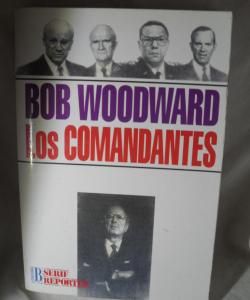 BOB WOODWARD
Los COMANDANTES
B
SERIE
REPORTER